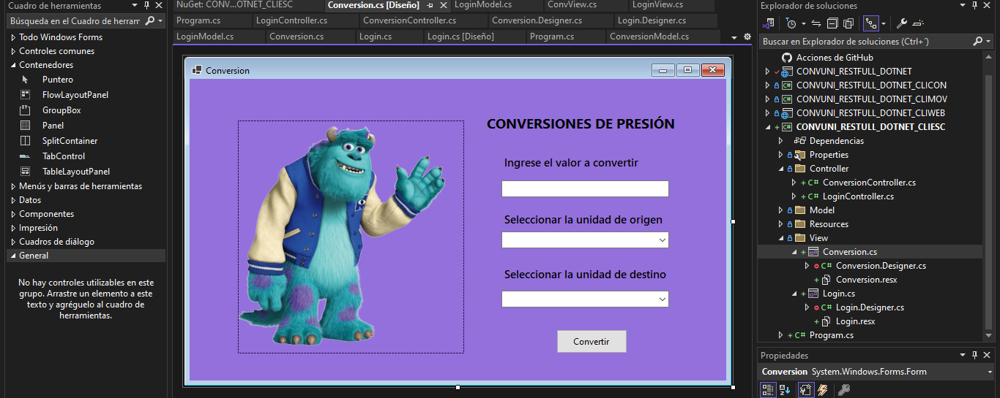 Cuadro de herramientas
Búsqueda en el Cuadro de herram
Todo Windows Forms
Controles comunes
Contenedores
Puntero
FlowLayoutPanel
GroupBox
Panel
SplitContainer
TabControl
TableLayoutPanel
Menús y barras de herramientas
Datos
Componentes
Impresión
Cuadros de diálogo
General
No hay controles utilizables en este
grupo. Arrastre un elemento a este
texto y agréguelo al cuadro de
herramientas.
NuGet: CONV...OTNET_CLIESC Conversion.cs [Diseño] LoginModel.cs ConvView.cs LoginView.cs
Program.cs LoginController.cs ConversionController.cs Conversion.Designer.cs Login.Designer.cs
LoginModel.cs Conversion.cs Login.cs Login.cs [Diseño] Program.cs ConversionModel.cs
Conversion
CONVERSIONES DE PRESIÓN
Ingrese el valor a convertir
Seleccionar la unidad de origen
Seleccionar la unidad de destino
Convertir
Explorador de soluciones
Buscar en Explorador de soluciones (Ctrl+´)
Acciones de GitHub
CONVUNI_RESTFULL_DOTNET
C# CONVUNI_RESTFULL_DOTNET_CLICON
C# CONVUNI_RESTFULL_DOTNET_CLIMOV
CONVUNI_RESTFULL_DOTNET_CLIWEB
C# CONVUNI_RESTULL_DOTNET_CLIESC
Dependencias
Properties
Controller
C# ConversionController.cs
C# LoginController.cs
Model
Resources
View
Conversion.cs
C# Conversion.Designer.cs
Conversion.resx
Login.cs
C# Login.Designer.cs
Login.resx
C# Program.cs
Propiedades
Conversion System.Windows.Forms.Form